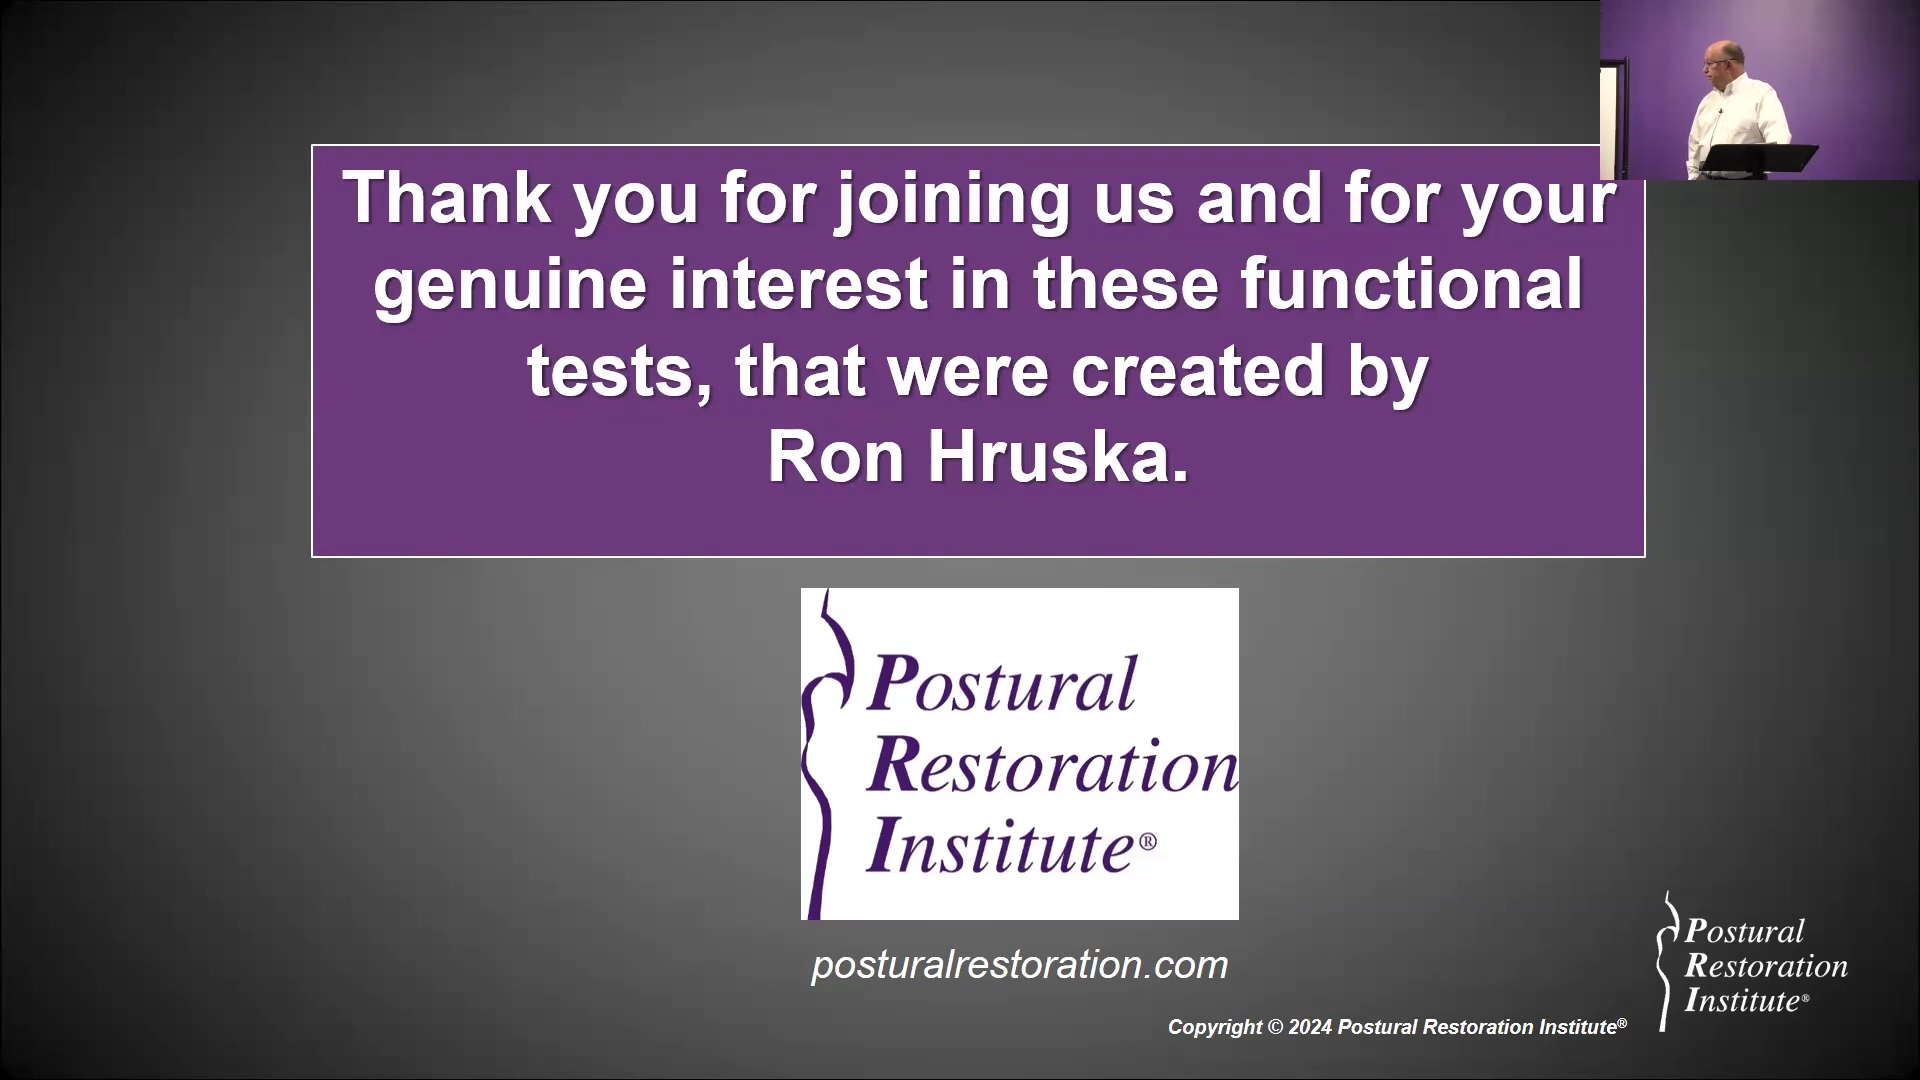 Thank you for joining us and for your
genuine interest in these functional
tests, that were created by
Ron Hruska.
Postural
Restoration
Institute®
posturalrestoration.com
Copyright © 2024 Postural Restoration Institute®
Postural
Restoration
Institute®